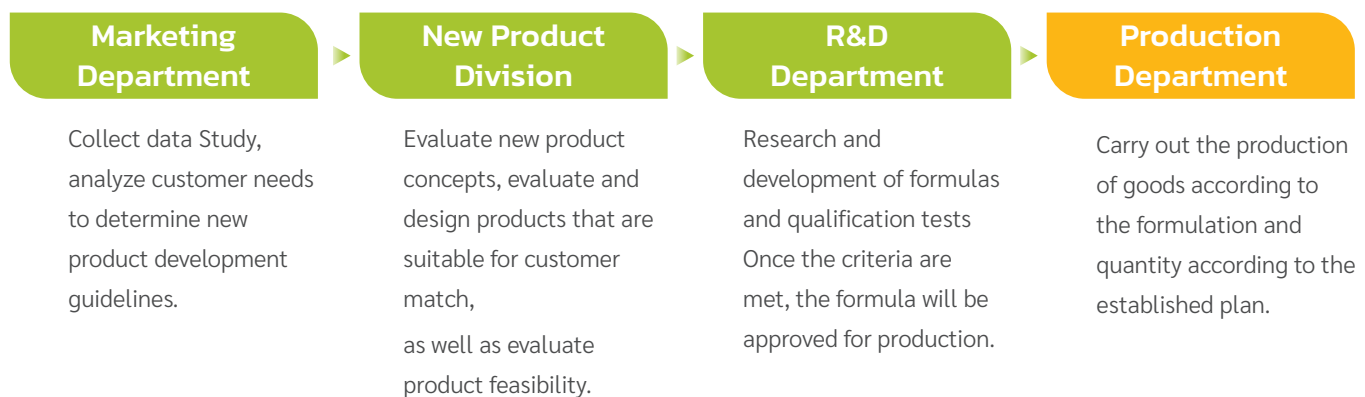 Marketing
Department
Collect data Study,
analyze customer needs
to determine new
product development
guidelines.
New Product
Division
Evaluate new product
concepts, evaluate and
design products that are
suitable for customer
match,
as well as evaluate
product feasibility.
R&D
Department
Research and
development of formulas
and qualification tests
Once the criteria are
met, the formula will be
approved for production.
Production
Department
Carry out the production
of goods according to
the formulation and
quantity according to the
established plan.